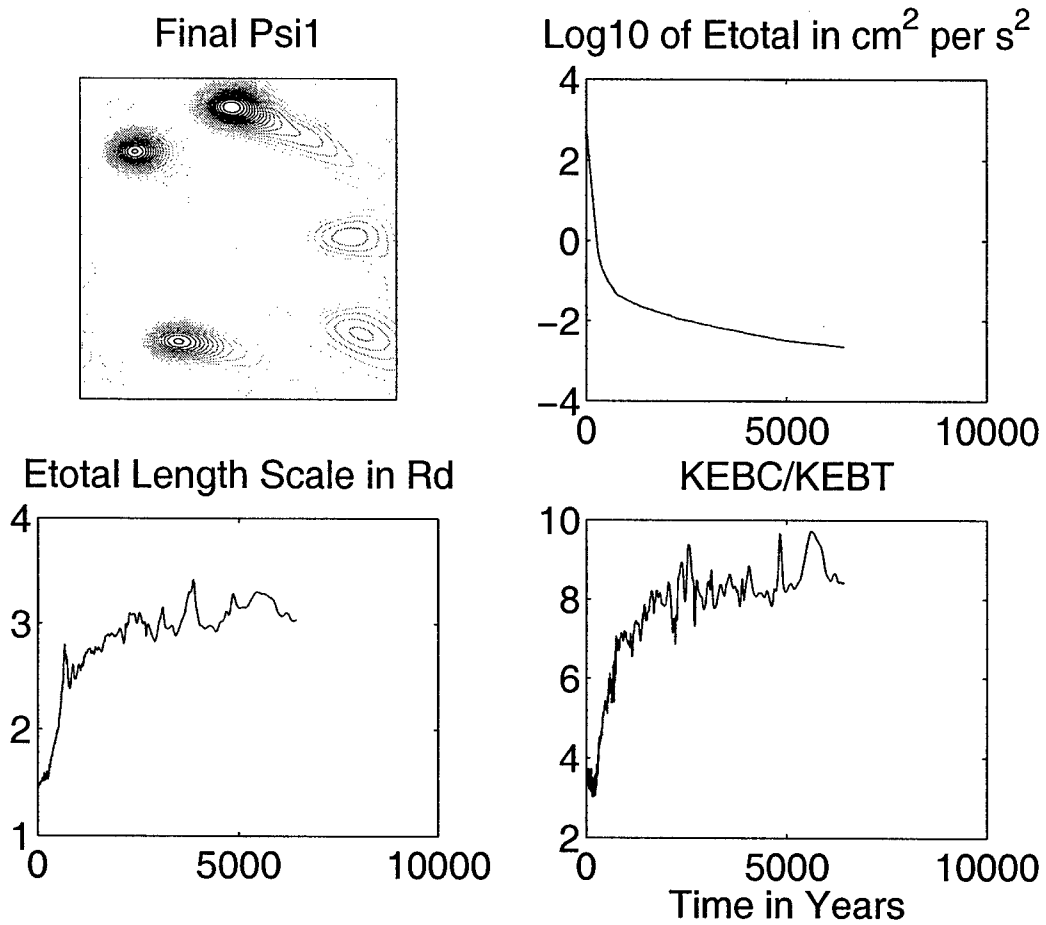 Final Psi1
Log10 of Etotal in cm² per s²
4
2
0
−2
−4
0 5000 10000
Etotal Length Scale in Rd
4
3
2
1
0 5000 10000
KEBC/KEBT
10
8
6
4
2
0 5000 10000
Time in Years